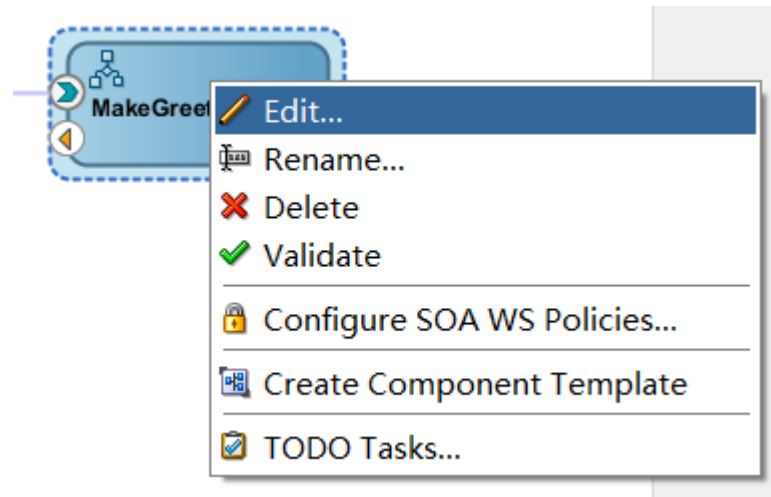 MakeGreet
Edit...
Rename...
Delete
Validate
Configure SOA WS Policies...
Create Component Template
TODO Tasks...